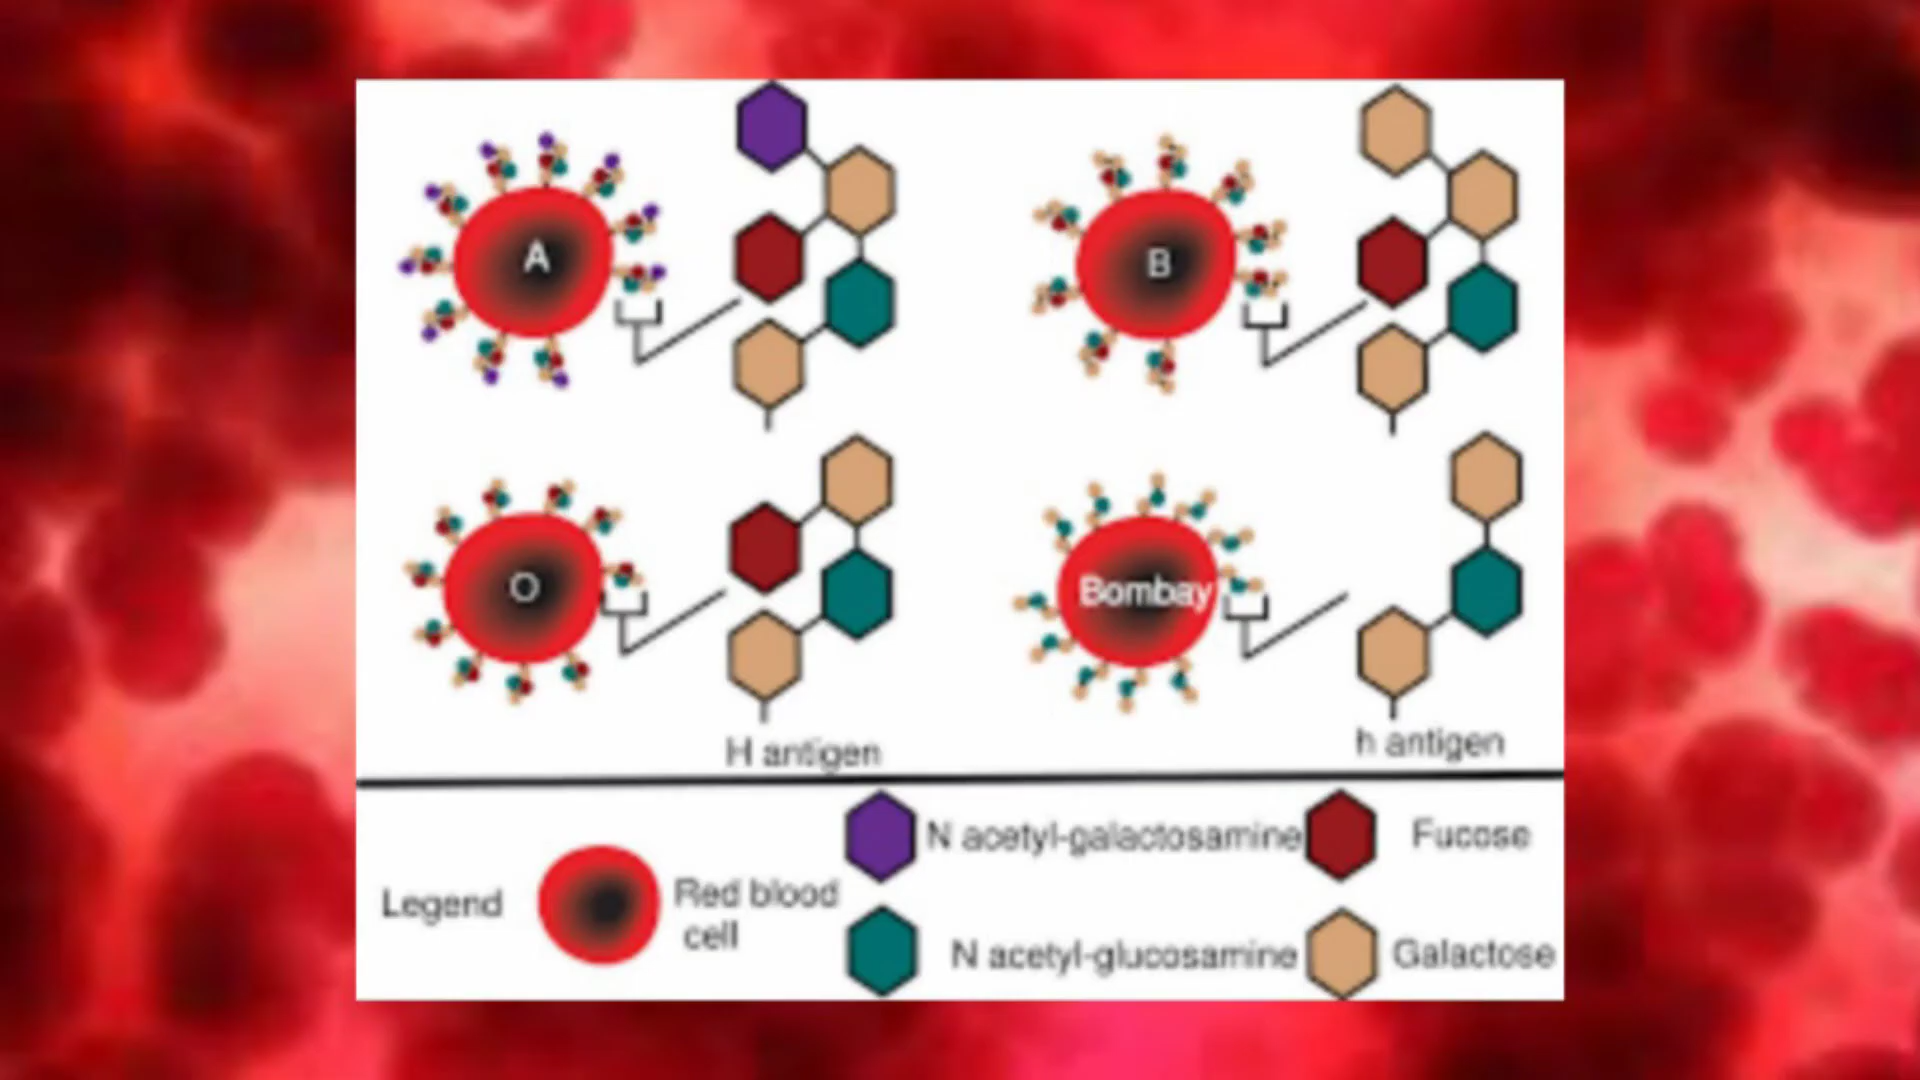 A
B
O
Bombay
H antigen
h antigen
Legend
Red blood
cell
N acetyl-galactosamine
Fucose
N acetyl-glucosamine
Galactose